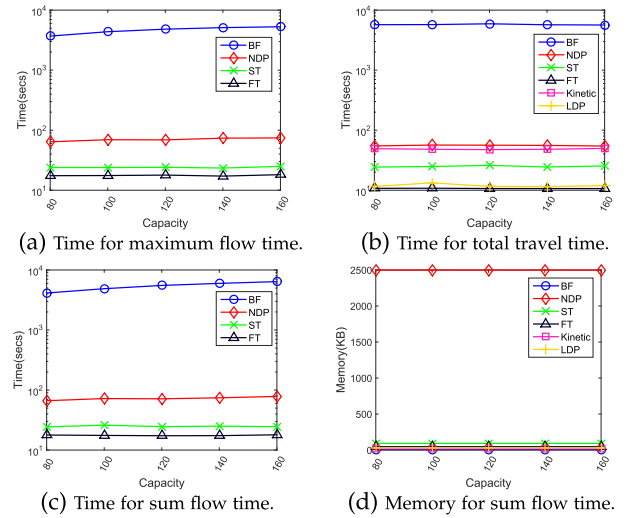 10^4
10^3
10^2
10^1
Time(secs)
BF
NDP
ST
FT
80 100 120 140 160
Capacity
(a) Time for maximum flow time.
10^4
10^3
10^2
10^1
Time(secs)
BF
NDP
ST
FT
Kinetic
LDP
80 100 120 140 160
Capacity
(b) Time for total travel time.
10^4
10^3
10^2
10^1
Time(secs)
BF
NDP
ST
FT
80 100 120 140 160
Capacity
(c) Time for sum flow time.
2500
2000
1500
1000
500
0
Memory(KB)
BF
NDP
ST
FT
Kinetic
LDP
80 100 120 140 160
Capacity
(d) Memory for sum flow time.